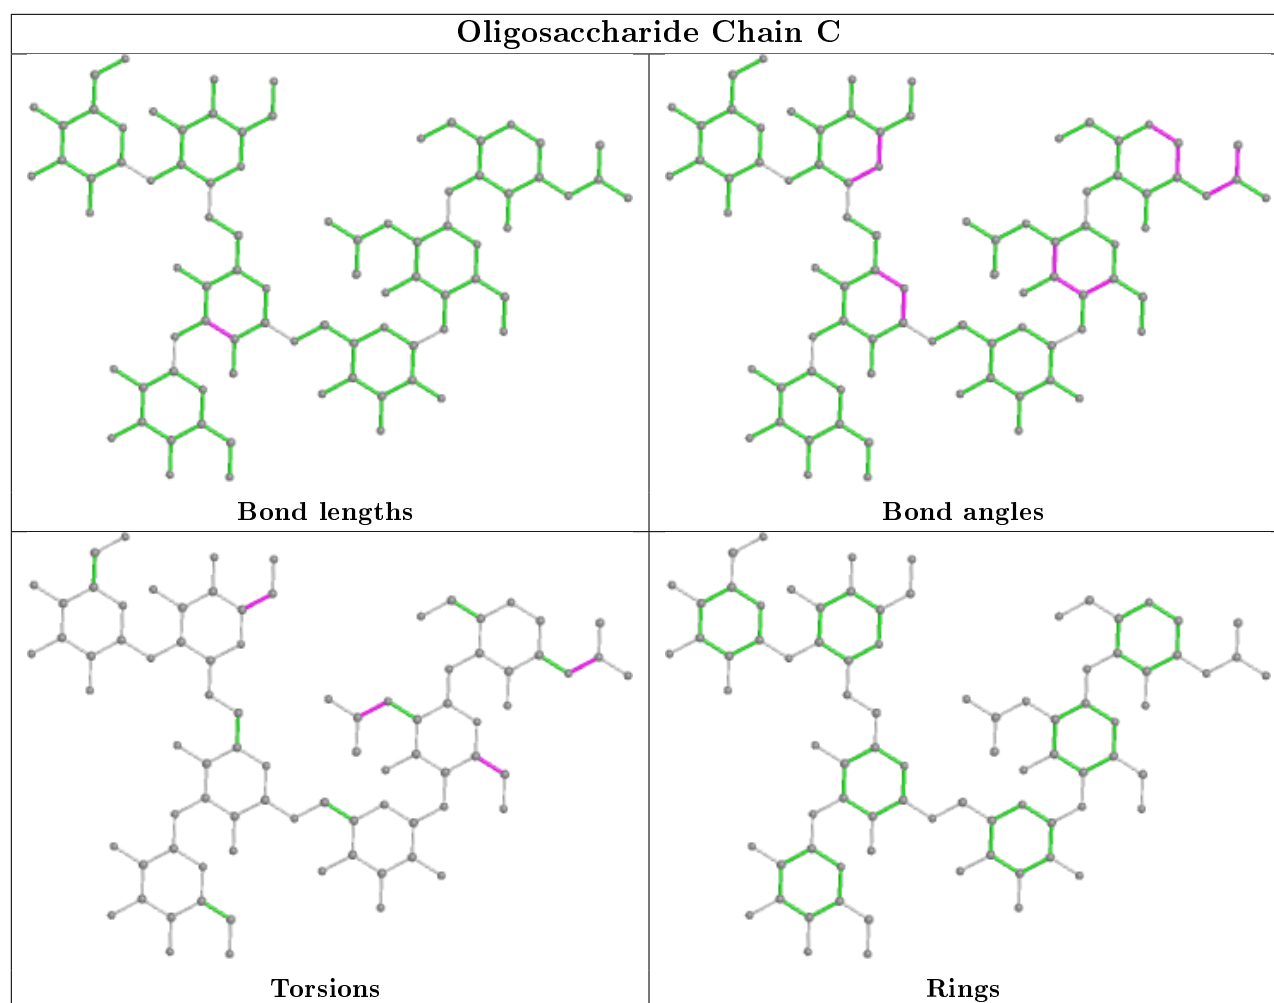 Oligosaccharide Chain C
Bond lengths
Bond angles
Torsions
Rings